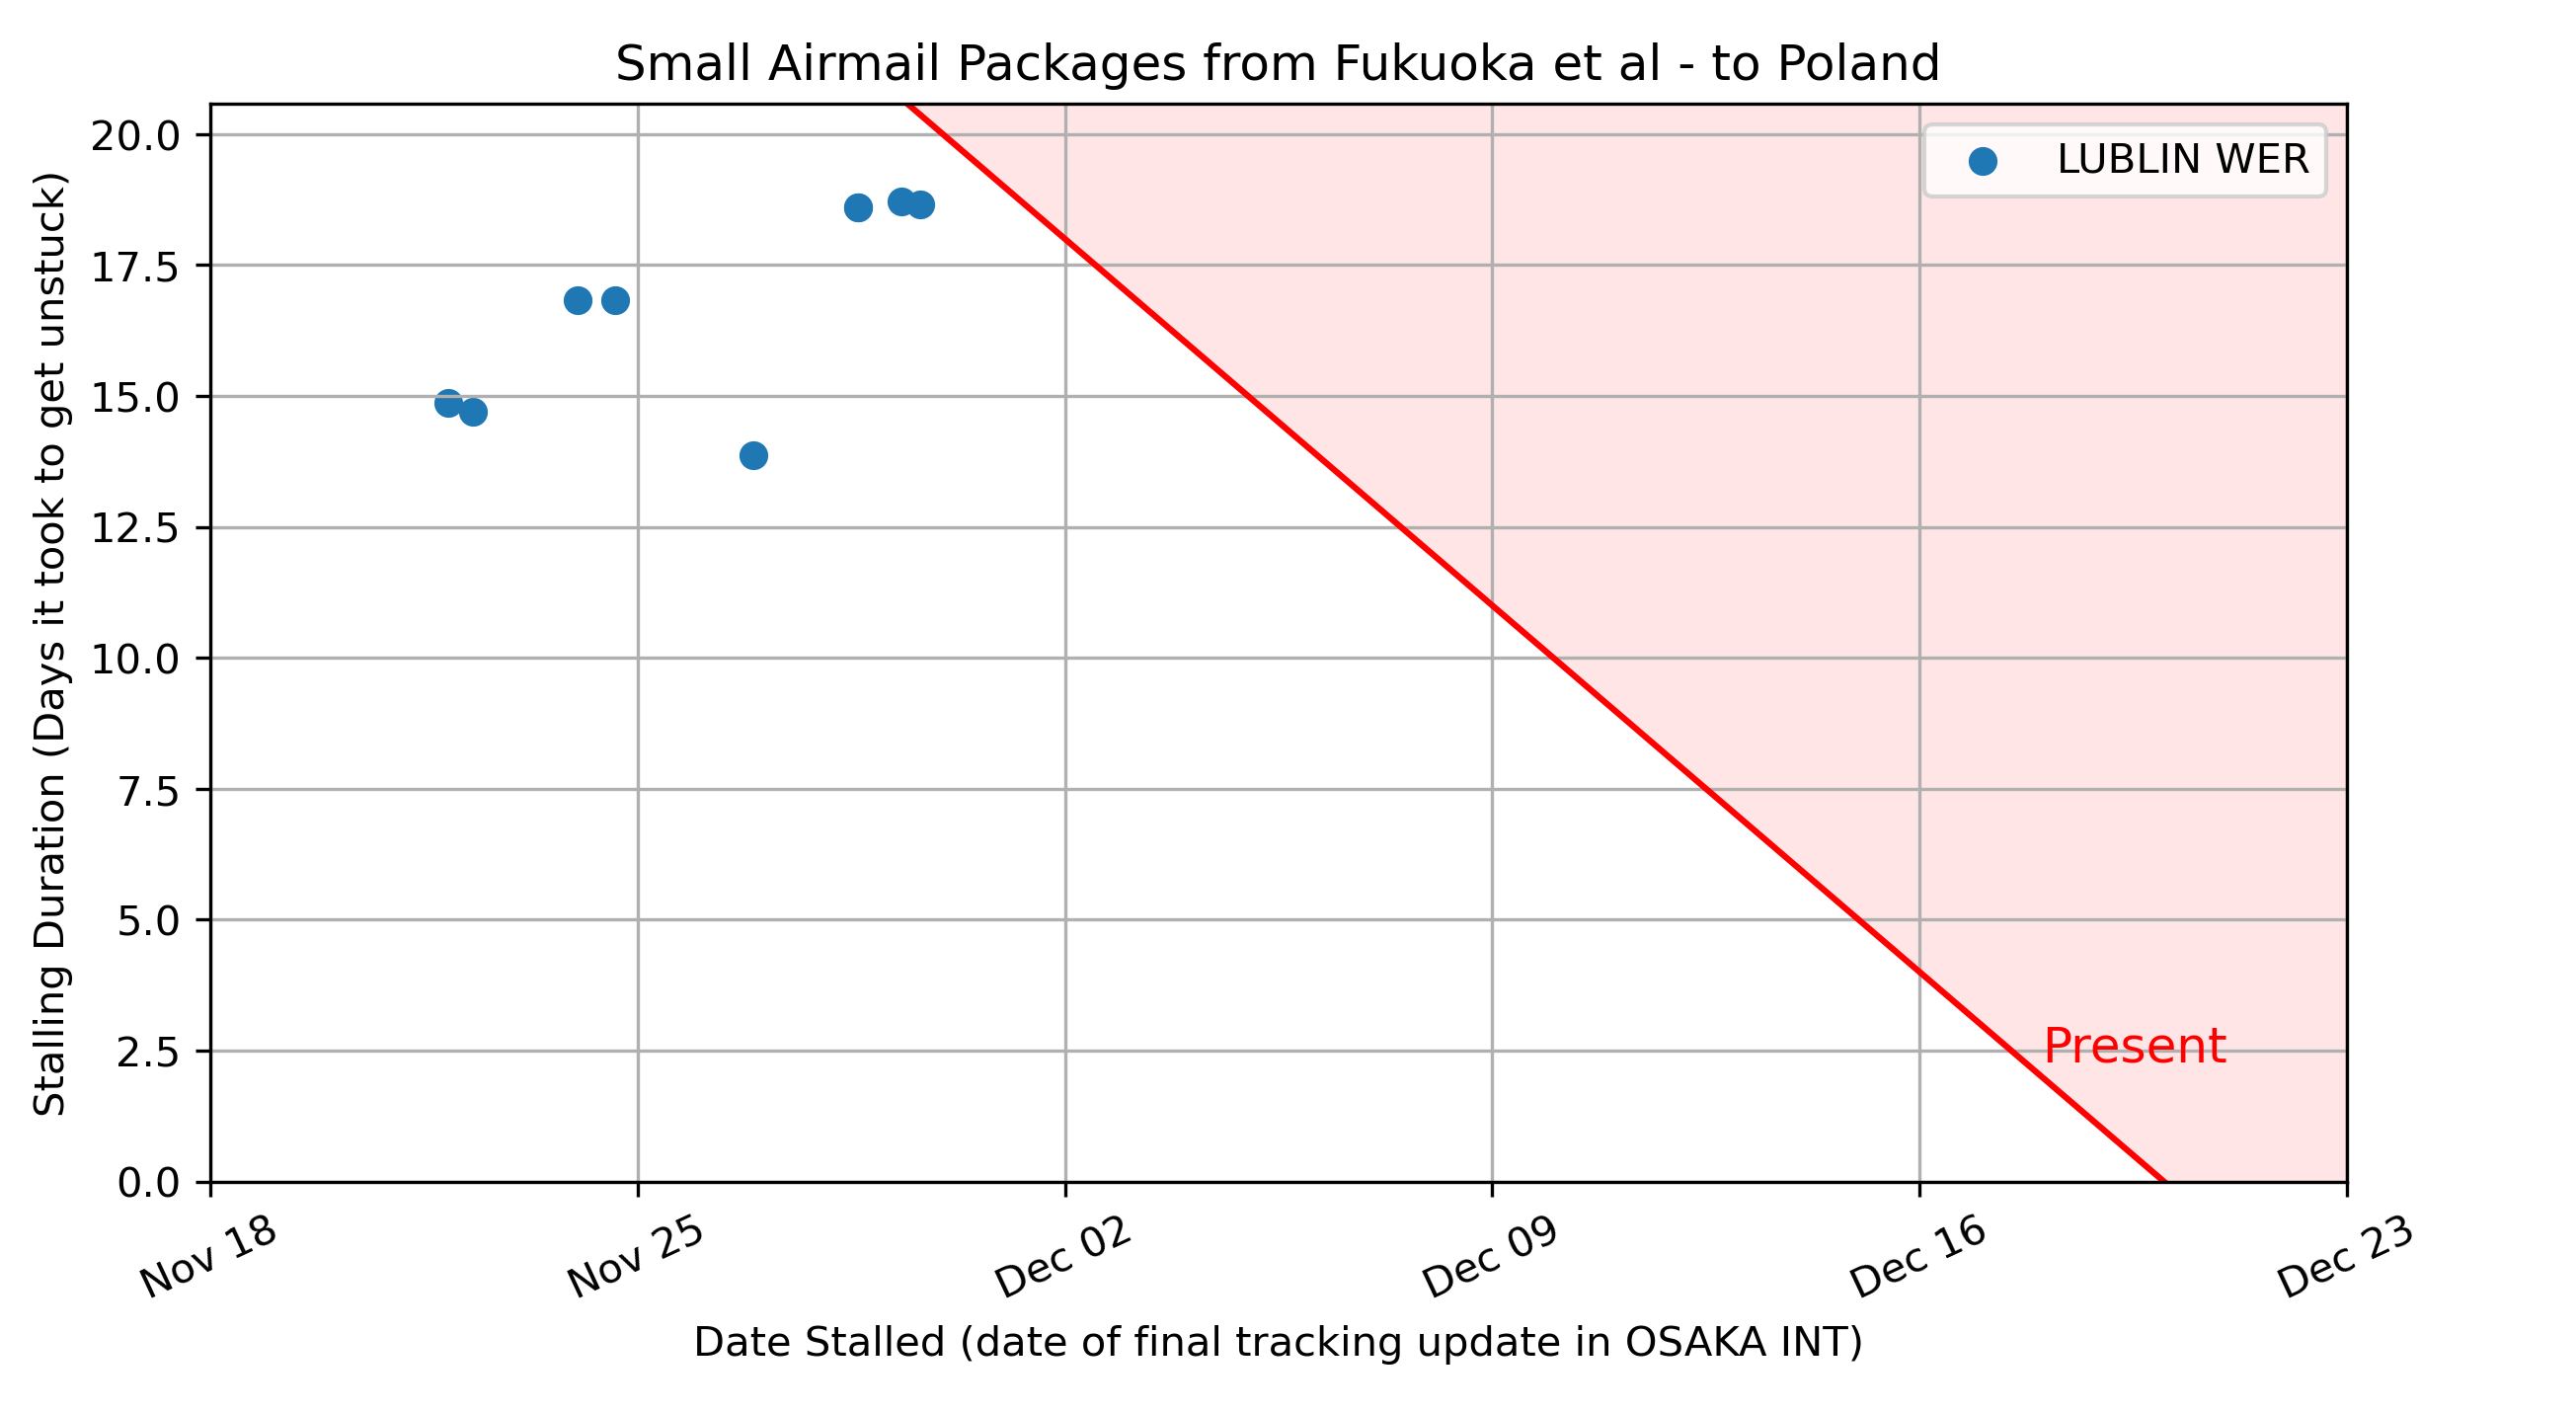 Small Airmail Packages from Fukuoka et al - to Poland
LUBLIN WER
Stalling Duration (Days it took to get unstuck)
20.0
17.5
15.0
12.5
10.0
7.5
5.0
2.5
0.0
Present
Nov 18
Nov 25
Dec 02
Dec 09
Dec 16
Dec 23
Date Stalled (date of final tracking update in OSAKA INT)